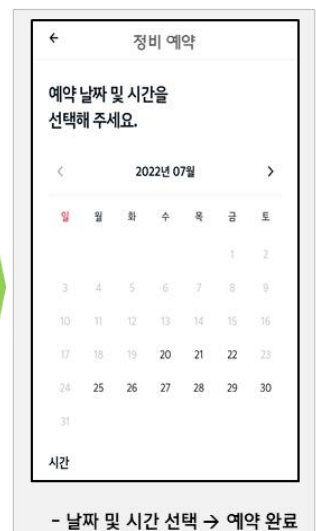 ← 정비 예약
예약 날짜 및 시간을
선택해 주세요.
< 2022년 07월 >
일 월 화 수 목 금 토
1 2
3 4 5 6 7 8 9
10 11 12 13 14 15 16
17 18 19 20 21 22 23
24 25 26 27 28 29 30
31
시간
- 날짜 및 시간 선택 → 예약 완료